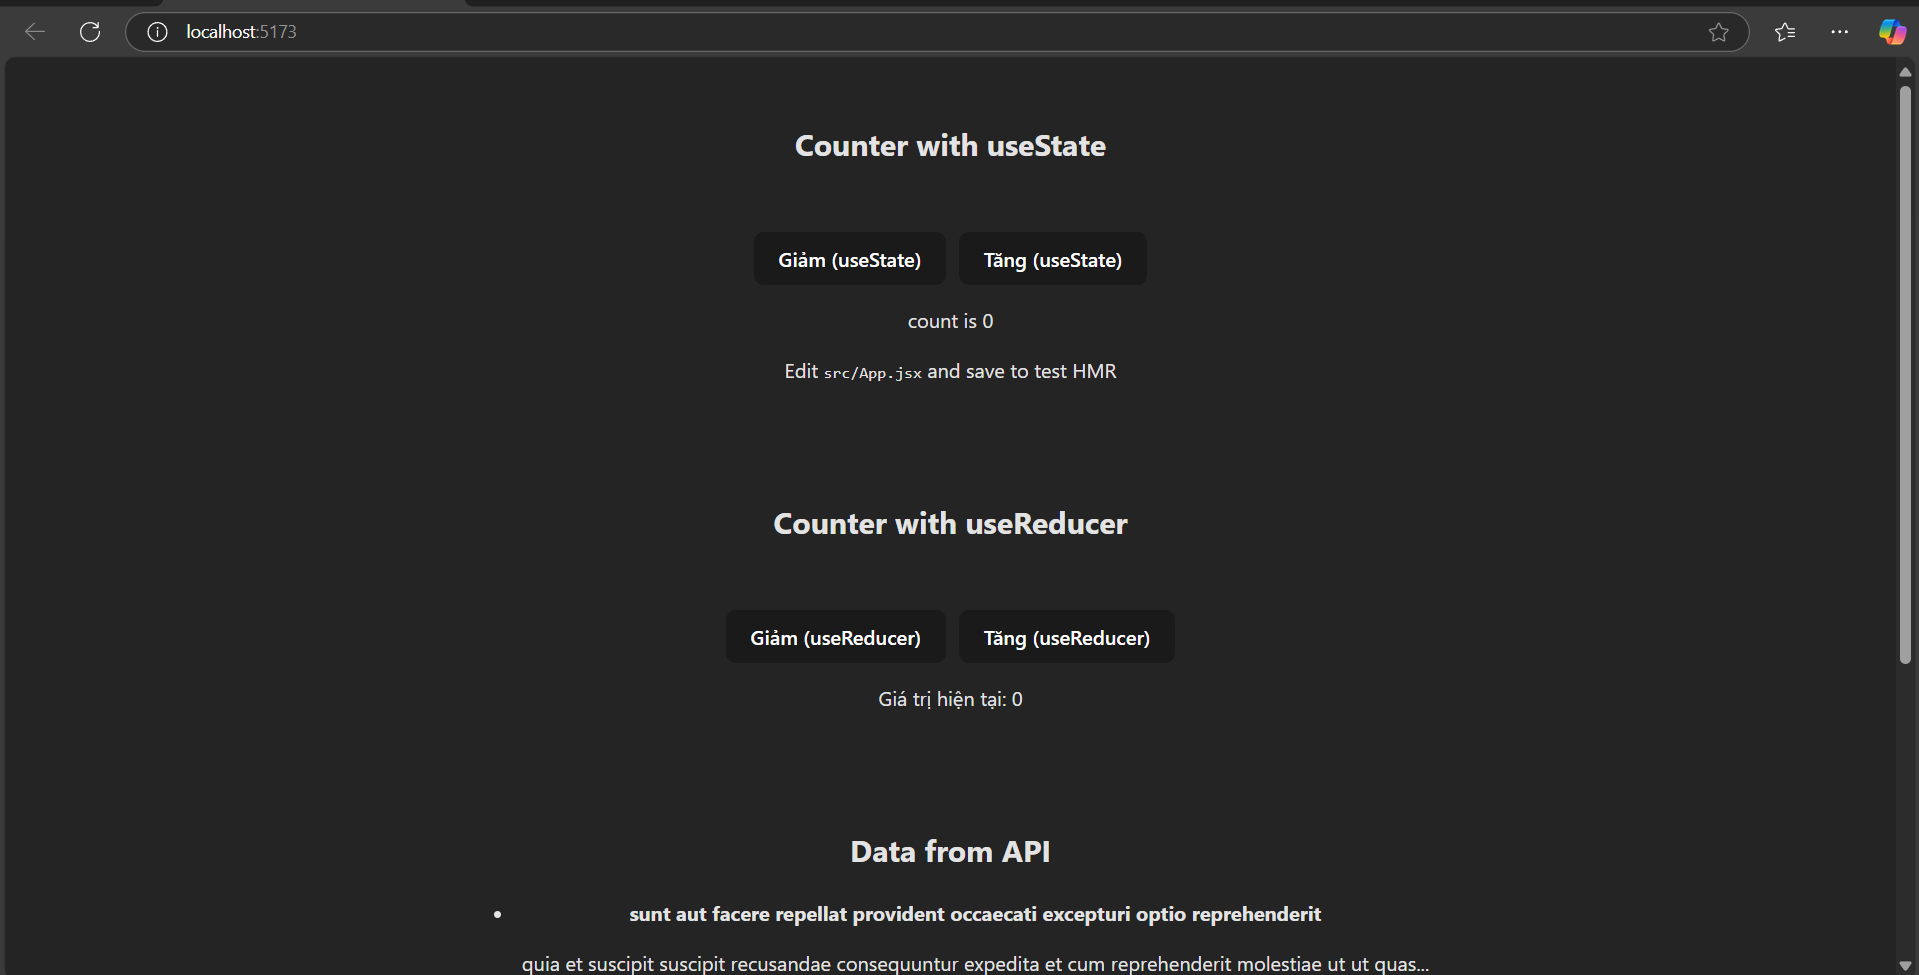 localhost:5173
Counter with useState
Giảm (useState) Tăng (useState)
count is 0
Edit src/App.jsx and save to test HMR
Counter with useReducer
Giảm (useReducer) Tăng (useReducer)
Giá trị hiện tại: 0
Data from API
• sunt aut facere repellat provident occaecati excepturi optio reprehenderit
quia et suscipit suscipit recusandae consequuntur expedita et cum reprehenderit molestiae ut ut quas...